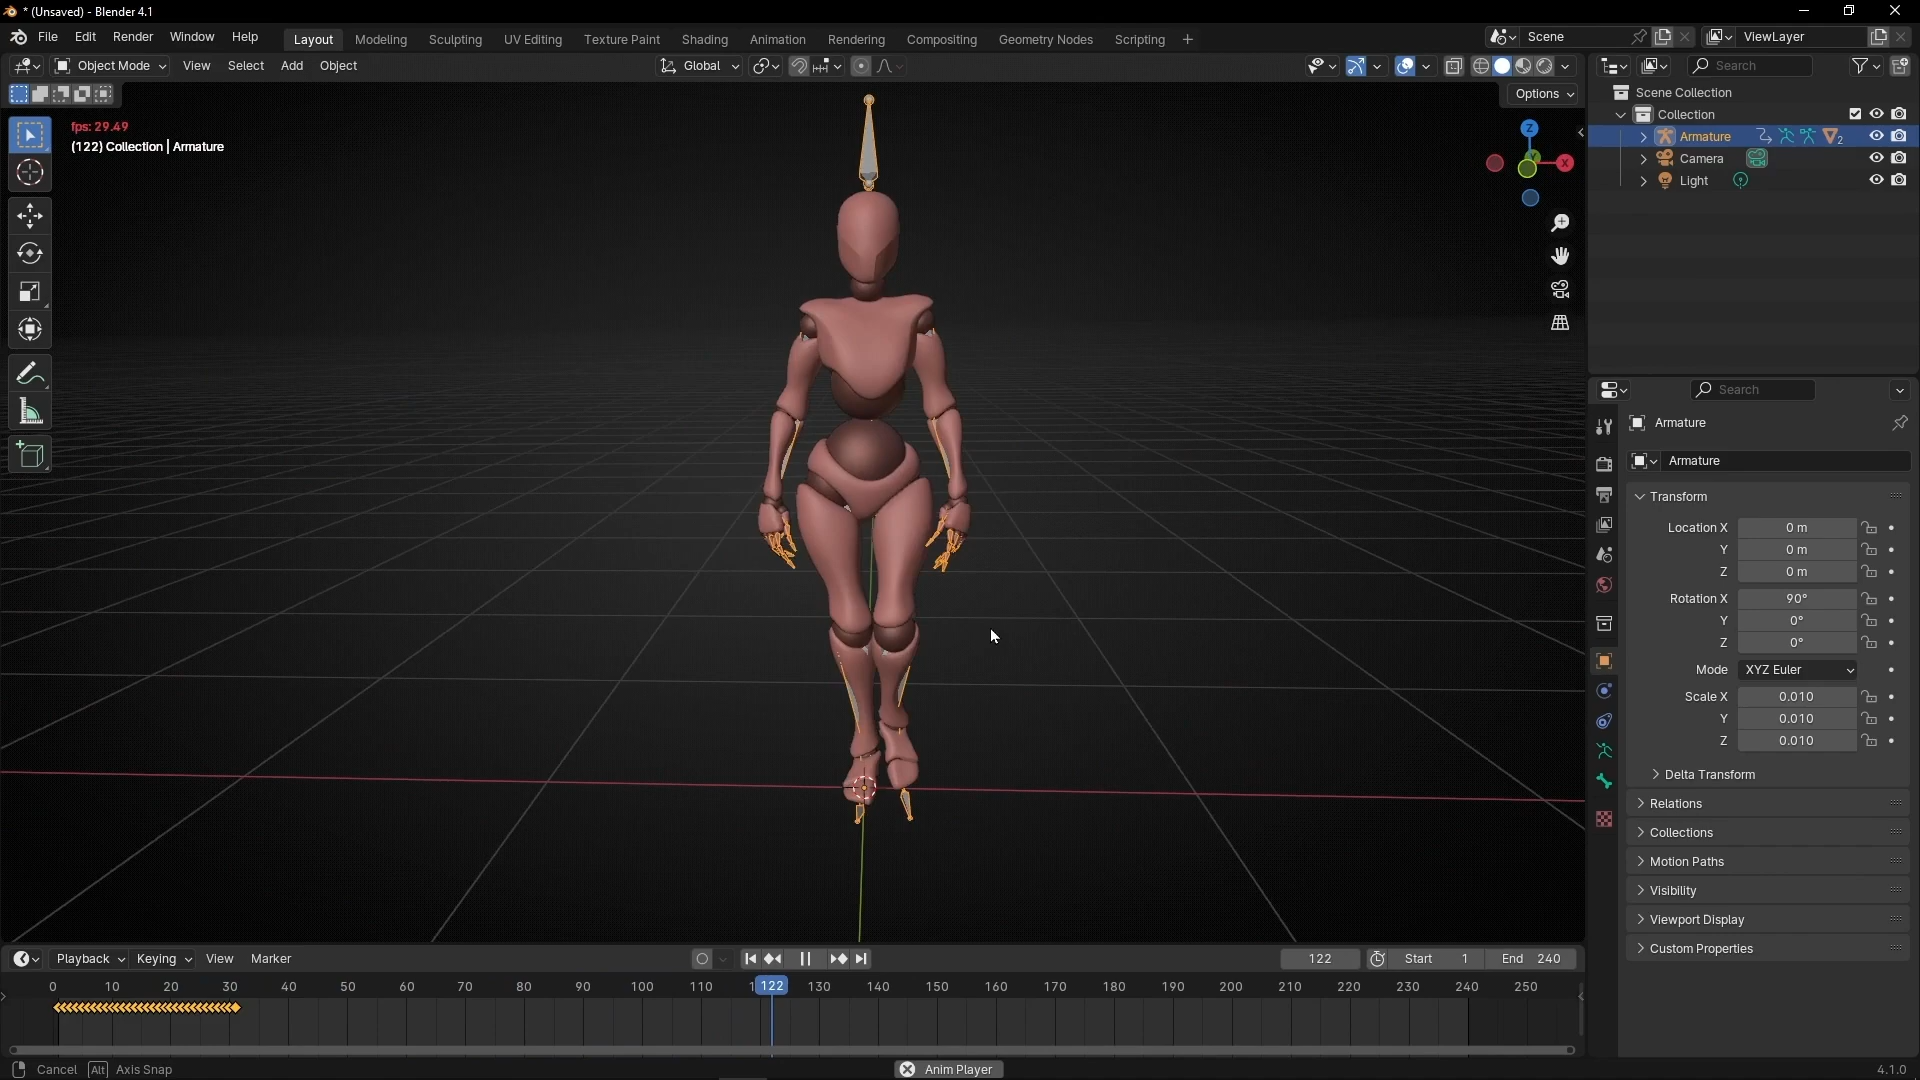 * (Unsaved) - Blender 4.1
File Edit Render Window Help Layout Modeling Sculpting UV Editing Texture Paint Shading Animation Rendering Compositing Geometry Nodes Scripting + Scene ViewLayer
Object Mode View Select Add Object Global Search
Options
fps: 29.49
(122) Collection | Armature
Z
X
Scene Collection
Collection
Armature 2
Camera
Light
Search
Armature
Armature
Transform
Location X 0 m
Y 0 m
Z 0 m
Rotation X 90°
Y 0°
Z 0°
Mode XYZ Euler
Scale X 0.010
Y 0.010
Z 0.010
Delta Transform
Relations
Collections
Motion Paths
Visibility
Viewport Display
Custom Properties
Playback Keying View Marker 122 Start 1 End 240
0 10 20 30 40 50 60 70 80 90 100 110 122 130 140 150 160 170 180 190 200 210 220 230 240 250
Cancel Alt Axis Snap Anim Player 4.1.0